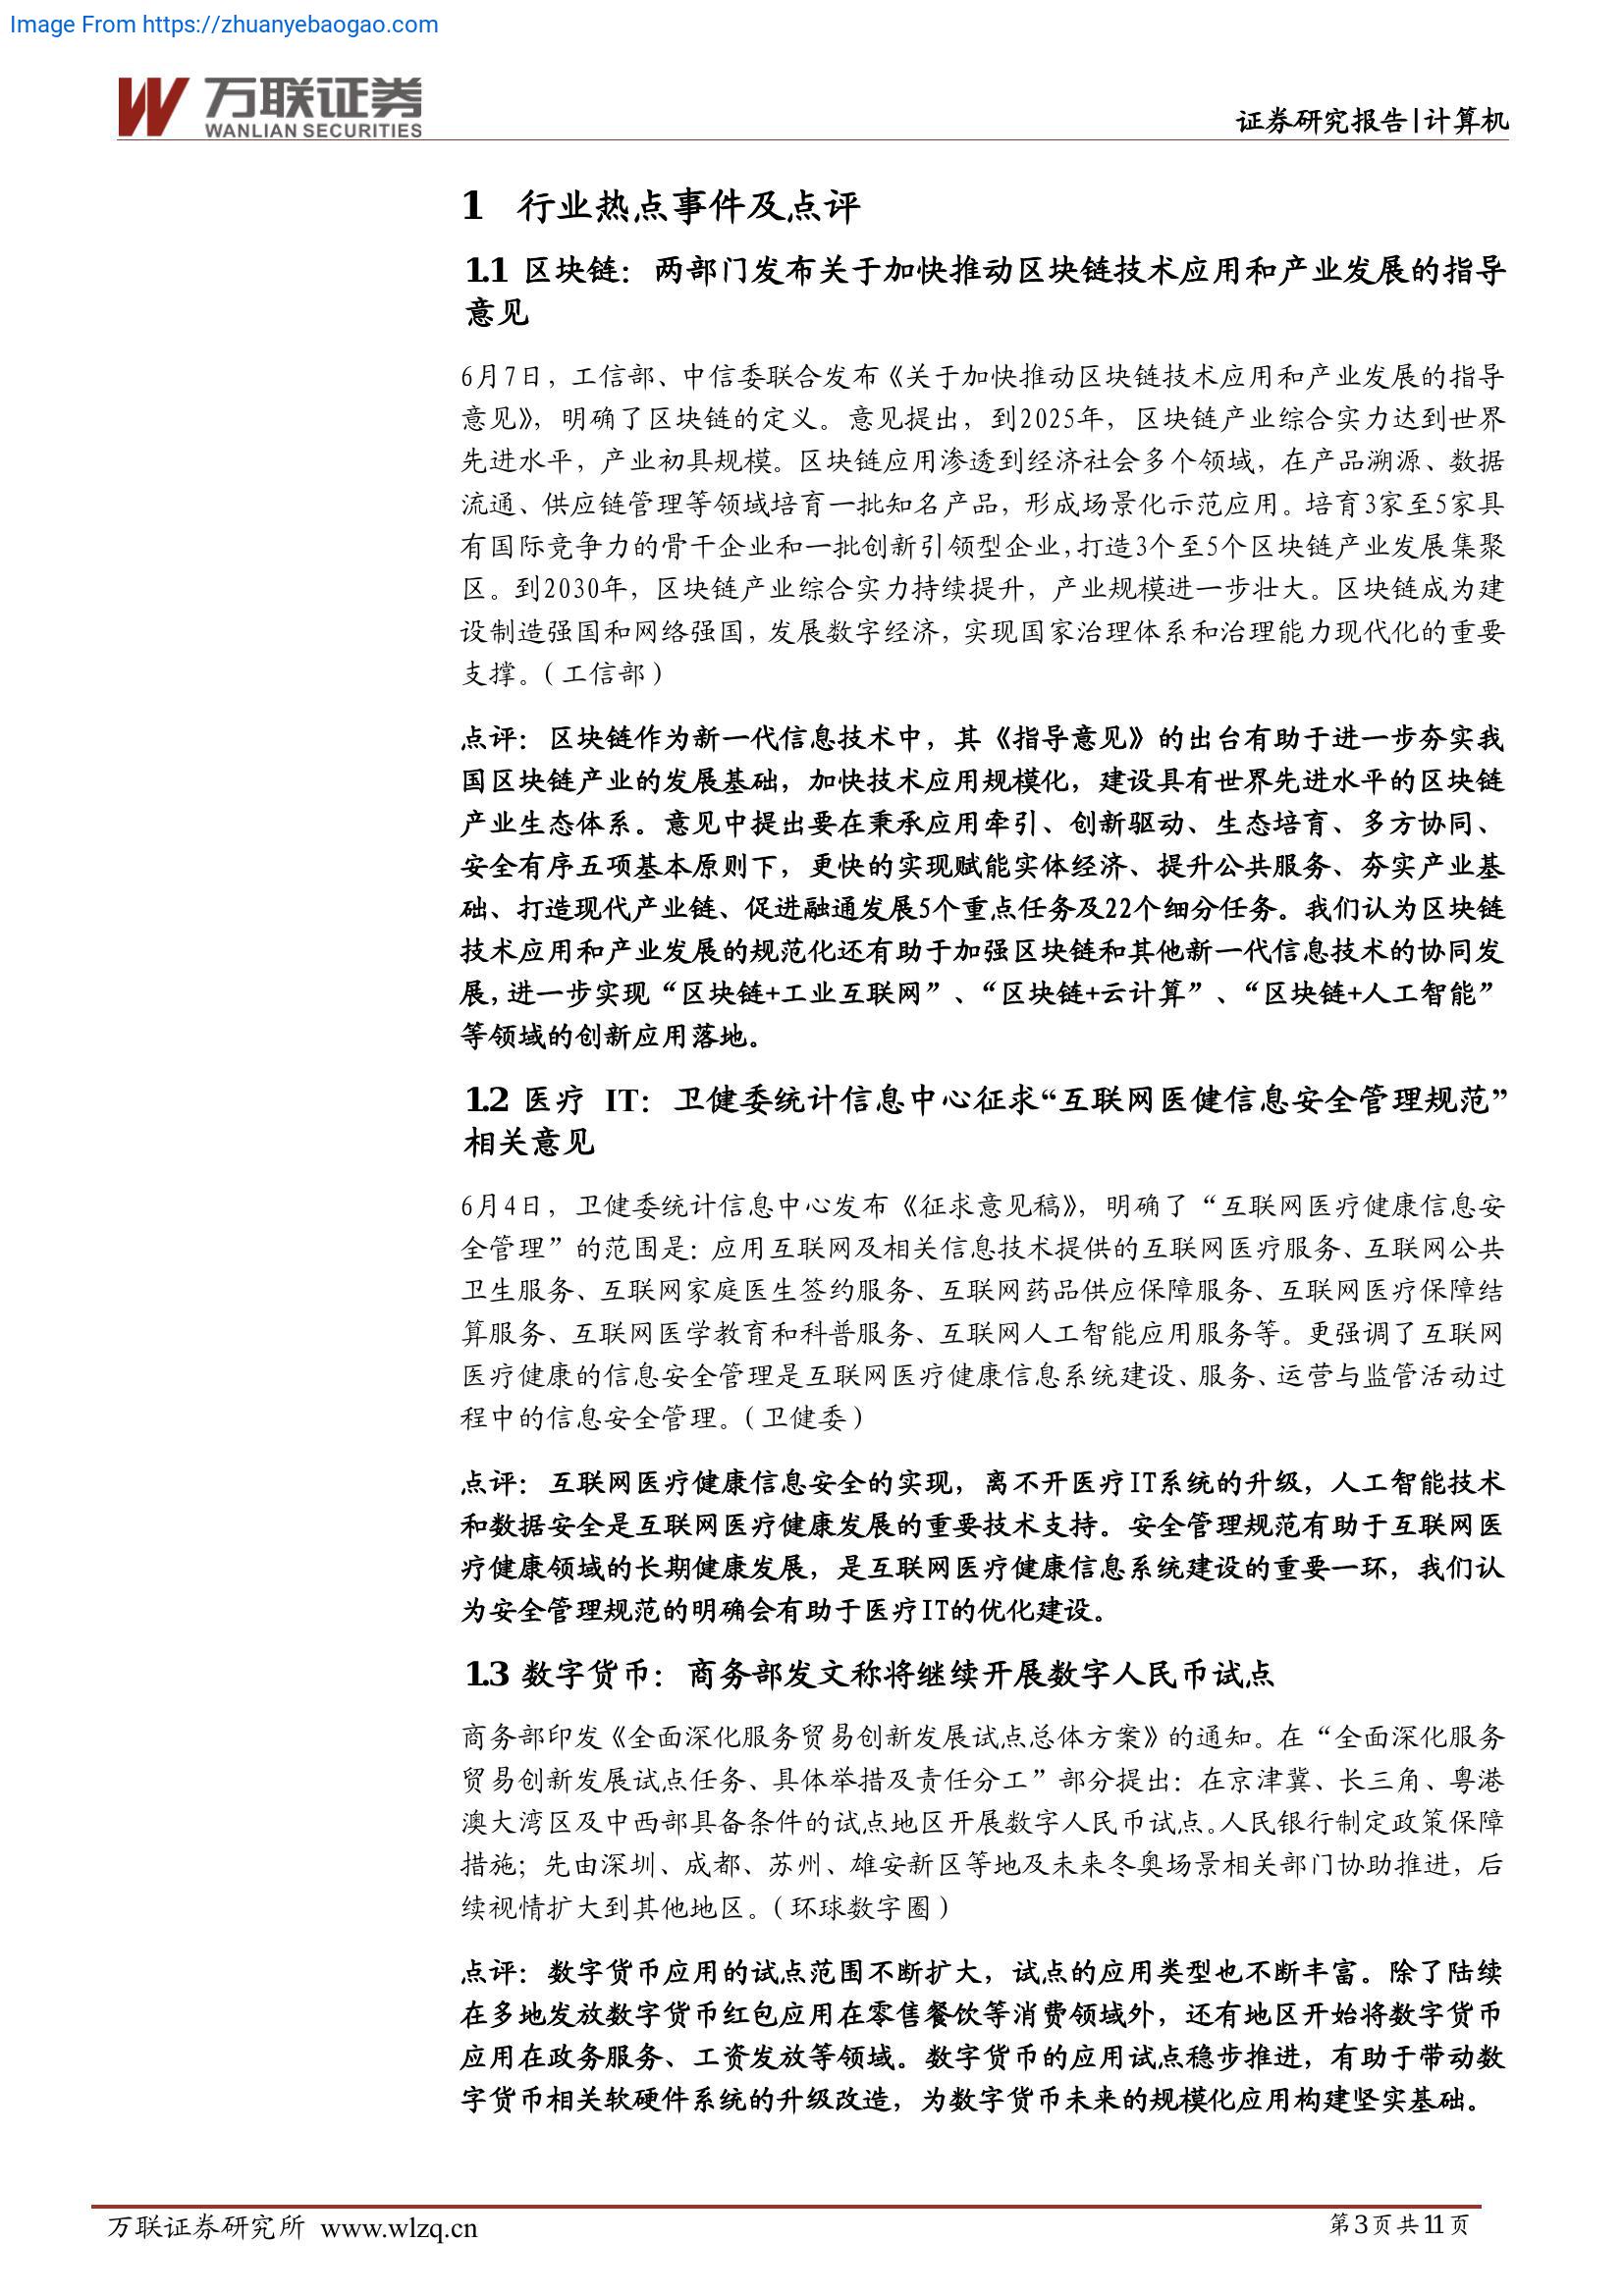 Image From https://zhuanyebaogao.com
万联证券
WANLIAN SECURITIES
证券研究报告|计算机
1 行业热点事件及点评
1.1 区块链：两部门发布关于加快推动区块链技术应用和产业发展的指导
意见
6月7日，工信部、中信委联合发布《关于加快推动区块链技术应用和产业发展的指导
意见》，明确了区块链的定义。意见提出，到2025年，区块链产业综合实力达到世界
先进水平，产业初具规模。区块链应用渗透到经济社会多个领域，在产品溯源、数据
流通、供应链管理等领域培育一批知名产品，形成场景化示范应用。培育3家至5家具
有国际竞争力的骨干企业和一批创新引领型企业，打造3个至5个区块链产业发展集聚
区。到2030年，区块链产业综合实力持续提升，产业规模进一步壮大。区块链成为建
设制造强国和网络强国，发展数字经济，实现国家治理体系和治理能力现代化的重要
支撑。（工信部）
点评：区块链作为新一代信息技术中，其《指导意见》的出台有助于进一步夯实我
国区块链产业的发展基础，加快技术应用规模化，建设具有世界先进水平的区块链
产业生态体系。意见中提出要在秉承应用牵引、创新驱动、生态培育、多方协同、
安全有序五项基本原则下，更快的实现赋能实体经济、提升公共服务、夯实产业基
础、打造现代产业链、促进融通发展5个重点任务及22个细分任务。我们认为区块链
技术应用和产业发展的规范化还有助于加强区块链和其他新一代信息技术的协同发
展，进一步实现“区块链+工业互联网”、“区块链+云计算”、“区块链+人工智能”
等领域的创新应用落地。
1.2 医疗 IT：卫健委统计信息中心征求“互联网医健信息安全管理规范”
相关意见
6月4日，卫健委统计信息中心发布《征求意见稿》，明确了“互联网医疗健康信息安
全管理”的范围是：应用互联网及相关信息技术提供的互联网医疗服务、互联网公共
卫生服务、互联网家庭医生签约服务、互联网药品供应保障服务、互联网医疗保障结
算服务、互联网医学教育和科普服务、互联网人工智能应用服务等。更强调了互联网
医疗健康的信息安全管理是互联网医疗健康信息系统建设、服务、运营与监管活动过
程中的信息安全管理。（卫健委）
点评：互联网医疗健康信息安全的实现，离不开医疗IT系统的升级，人工智能技术
和数据安全是互联网医疗健康发展的重要技术支持。安全管理规范有助于互联网医
疗健康领域的长期健康发展，是互联网医疗健康信息系统建设的重要一环，我们认
为安全管理规范的明确会有助于医疗IT的优化建设。
1.3 数字货币：商务部发文称将继续开展数字人民币试点
商务部印发《全面深化服务贸易创新发展试点总体方案》的通知。在“全面深化服务
贸易创新发展试点任务、具体举措及责任分工”部分提出：在京津冀、长三角、粤港
澳大湾区及中西部具备条件的试点地区开展数字人民币试点。人民银行制定政策保障
措施；先由深圳、成都、苏州、雄安新区等地及未来冬奥场景相关部门协助推进，后
续视情扩大到其他地区。（环球数字圈）
点评：数字货币应用的试点范围不断扩大，试点的应用类型也不断丰富。除了陆续
在多地发放数字货币红包应用在零售餐饮等消费领域外，还有地区开始将数字货币
应用在政务服务、工资发放等领域。数字货币的应用试点稳步推进，有助于带动数
字货币相关软硬件系统的升级改造，为数字货币未来的规模化应用构建坚实基础。
万联证券研究所 www.wlzq.cn
第3页共11页